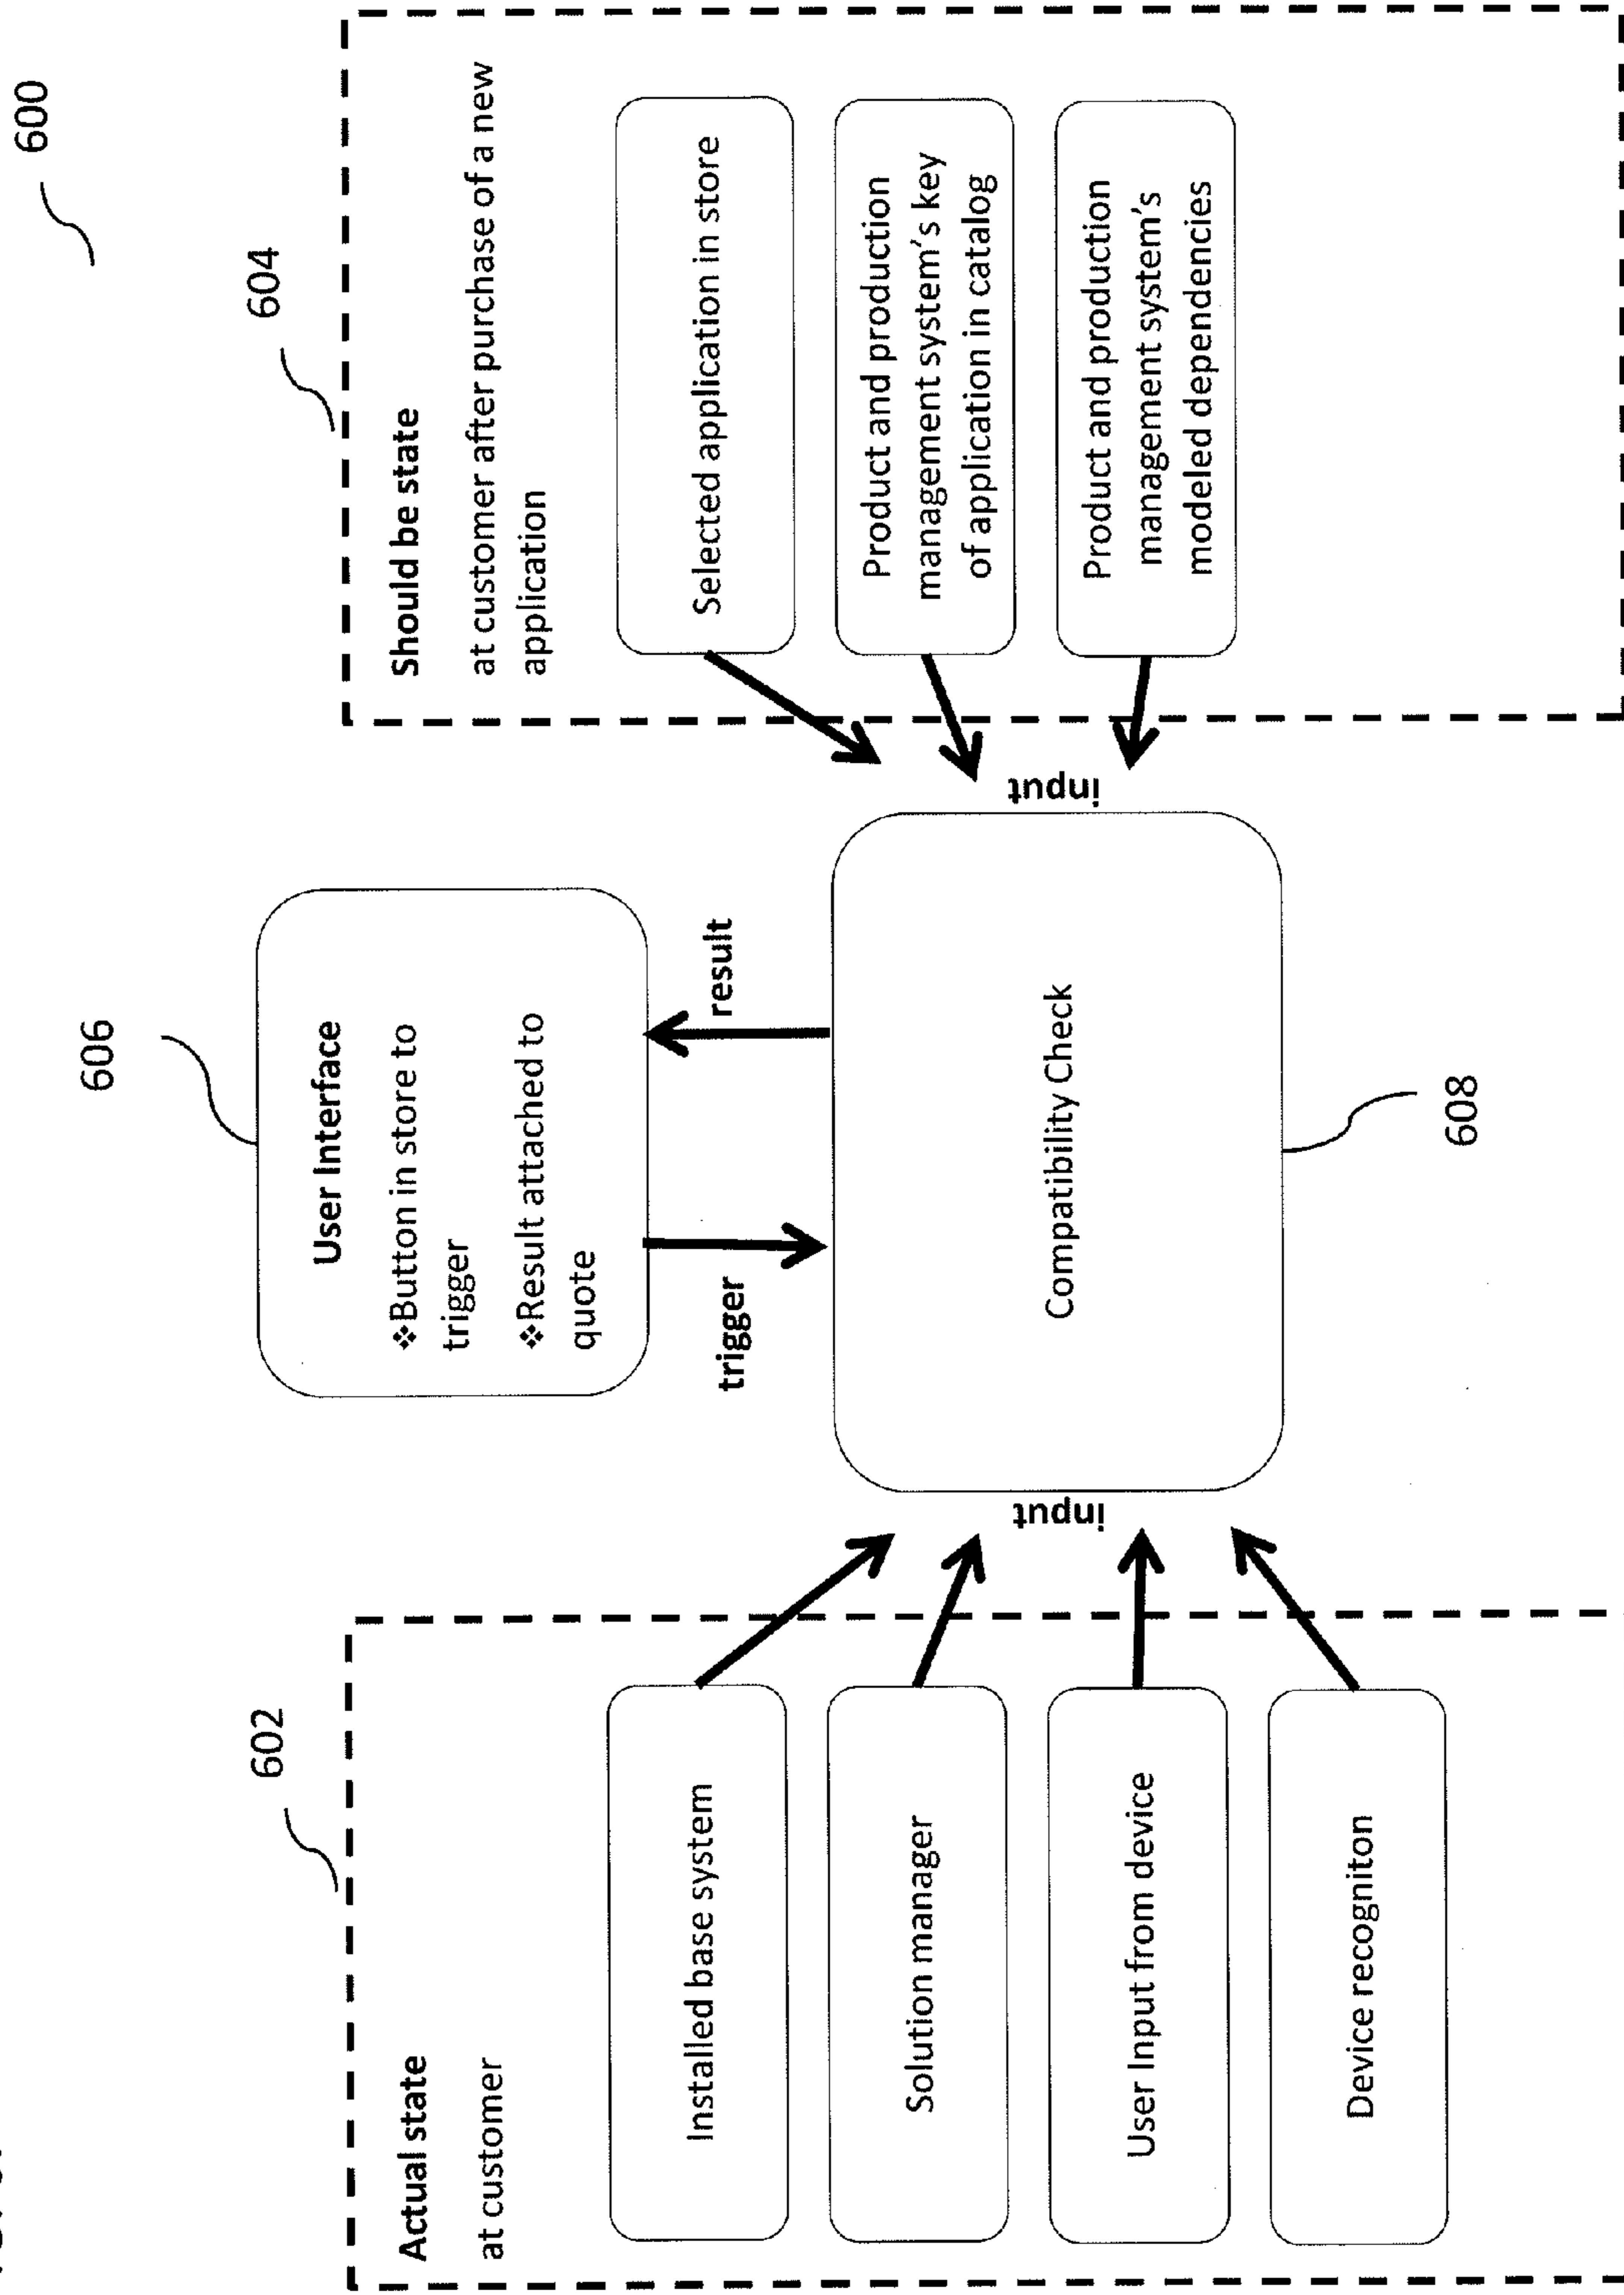 600
602
Actual state
at customer
Installed base system
Solution manager
User Input from device
Device recogniton
606
User Interface
❖Button in store to
trigger
❖Result attached to
quote
trigger
result
input
Compatibility Check
input
608
604
Should be state
at customer after purchase of a new
application
Selected application in store
Product and production
management system's key
of application in catalog
Product and production
management system's
modeled dependencies